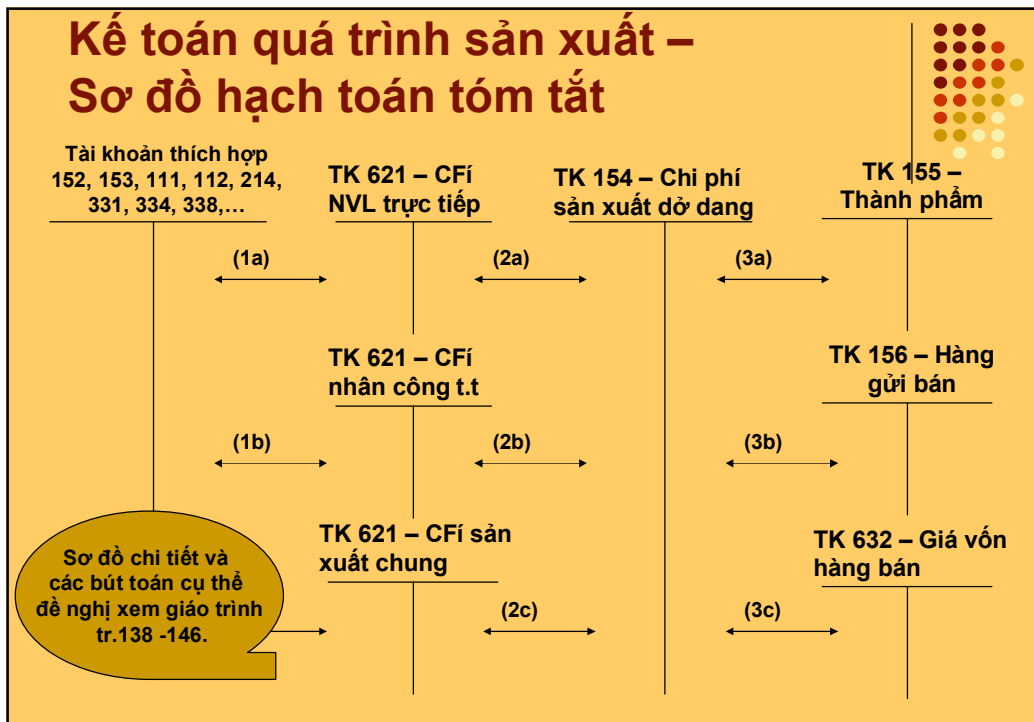 Kế toán quá trình sản xuất –
Sơ đồ hạch toán tóm tắt
Tài khoản thích hợp
152, 153, 111, 112, 214,
331, 334, 338,…
TK 621 – CFí
NVL trực tiếp
TK 154 – Chi phí
sản xuất dở dang
TK 155 –
Thành phẩm
(1a)
(2a)
(3a)
TK 621 – CFí
nhân công t.t
TK 156 – Hàng
gửi bán
(1b)
(2b)
(3b)
TK 621 – CFí sản
xuất chung
TK 632 – Giá vốn
hàng bán
Sơ đồ chi tiết và
các bút toán cụ thể
đề nghị xem giáo trình
tr.138 -146.
(2c)
(3c)